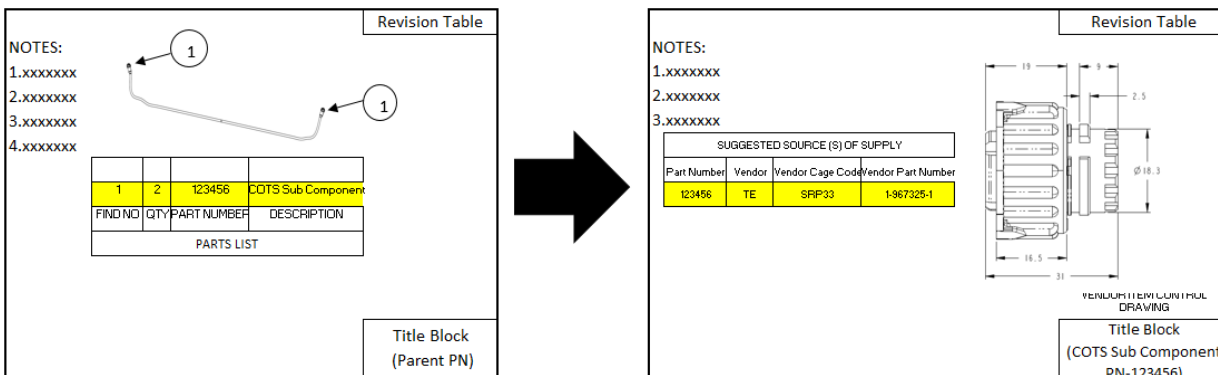 Revision Table
NOTES:
1.xxxxxxx
2.xxxxxxx
3.xxxxxxx
4.xxxxxxx
1
1
1 2 123456 COTS Sub Component
FIND NO QTY PART NUMBER DESCRIPTION
PARTS LIST
Title Block
(Parent PN)
Revision Table
NOTES:
1.xxxxxxx
2.xxxxxxx
3.xxxxxxx
SUGGESTED SOURCE (S) OF SUPPLY
Part Number Vendor Vendor Cage Code Vendor Part Number
123456 TE SRP33 1-967325-1
19 9
2.5
Ø18.3
16.5
31
VENDOR ITEM CONTROL
DRAWING
Title Block
(COTS Sub Component
PN-123456)